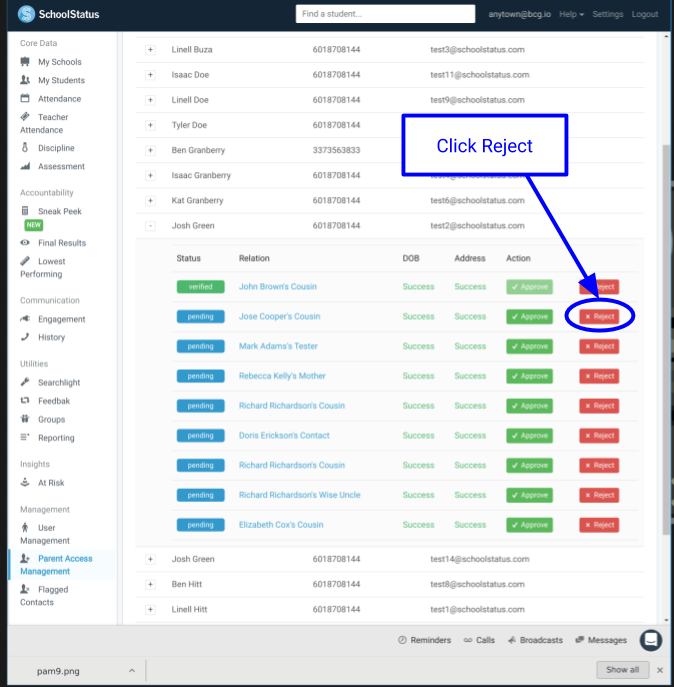 SchoolStatus
Find a student...
anytown@bcg.io Help Settings Logout
Core Data
My Schools
My Students
Attendance
Teacher
Attendance
Discipline
Assessment
Accountability
Sneak Peek
NEW
Final Results
Lowest
Performing
Communication
Engagement
History
Utilities
Searchlight
Feedbak
Groups
Reporting
Insights
At Risk
Management
User
Management
Parent Access
Management
Flagged
Contacts
+ Linell Buza 6018708144 test3@schoolstatus.com
+ Isaac Doe 6018708144 test11@schoolstatus.com
+ Linell Doe 6018708144 test9@schoolstatus.com
+ Tyler Doe 6018708144
+ Ben Granberry 3373563833
+ Isaac Granberry 6018708144
+ Kat Granberry 6018708144 test6@schoolstatus.com
- Josh Green 6018708144 test2@schoolstatus.com
Click Reject
Status Relation DOB Address Action
verified John Brown's Cousin Success Success ✓ Approve Reject
pending Jose Cooper's Cousin Success Success ✓ Approve × Reject
pending Mark Adams's Tester Success Success ✓ Approve × Reject
pending Rebecca Kelly's Mother Success Success ✓ Approve × Reject
pending Richard Richardson's Cousin Success Success ✓ Approve × Reject
pending Doris Erickson's Contact Success Success ✓ Approve × Reject
pending Richard Richardson's Cousin Success Success ✓ Approve × Reject
pending Richard Richardson's Wise Uncle Success Success ✓ Approve × Reject
pending Elizabeth Cox's Cousin Success Success ✓ Approve × Reject
+ Josh Green 6018708144 test14@schoolstatus.com
+ Ben Hitt 6018708144 test8@schoolstatus.com
+ Linell Hitt 6018708144 test1@schoolstatus.com
Reminders Calls Broadcasts Messages
pam9.png
Show all ×